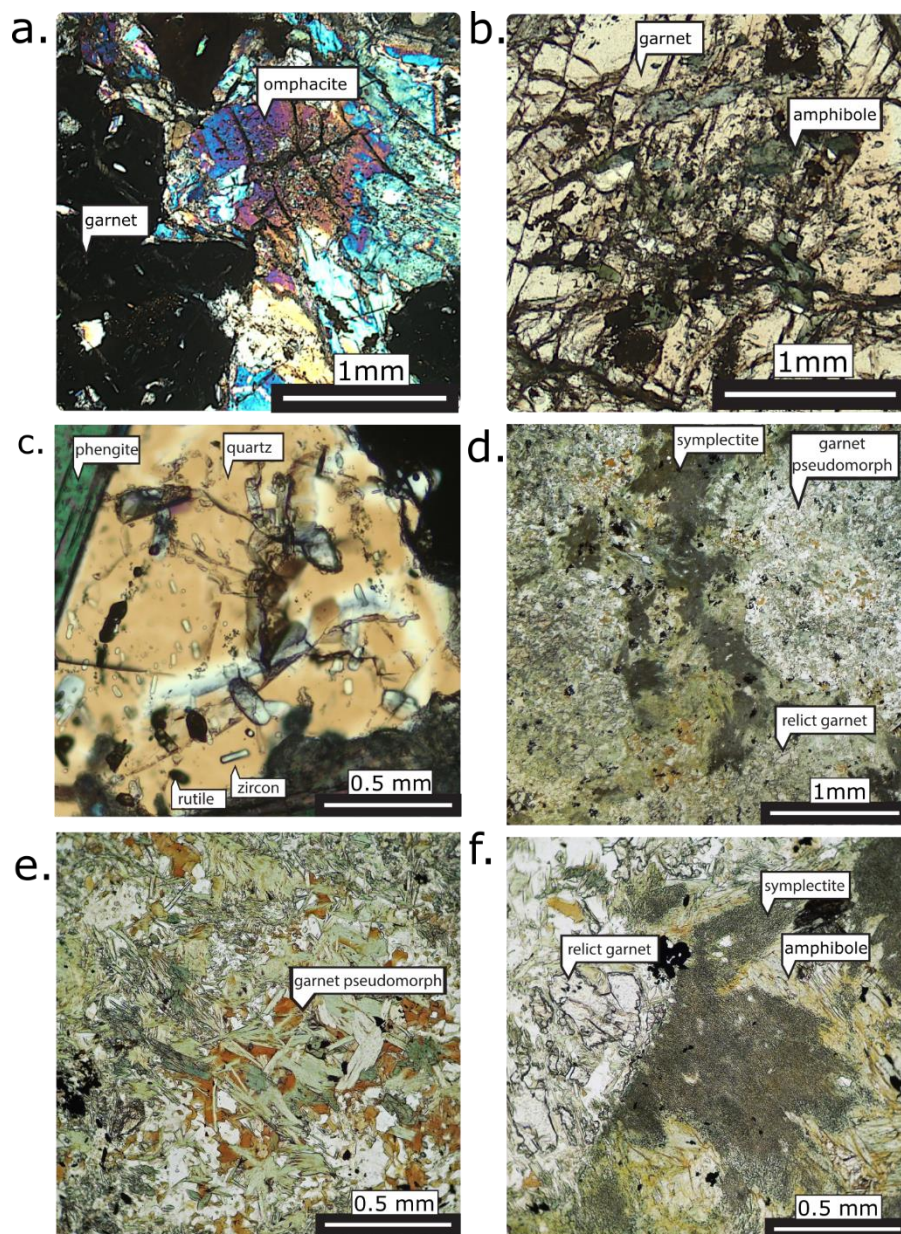 a.
omphacite
garnet
1mm
b.
garnet
amphibole
1mm
c.
phengite
quartz
zircon
rutile
0.5 mm
d.
symplectite
garnet
pseudomorph
relict garnet
1mm
e.
garnet pseudomorph
0.5 mm
f.
symplectite
relict garnet
amphibole
0.5 mm